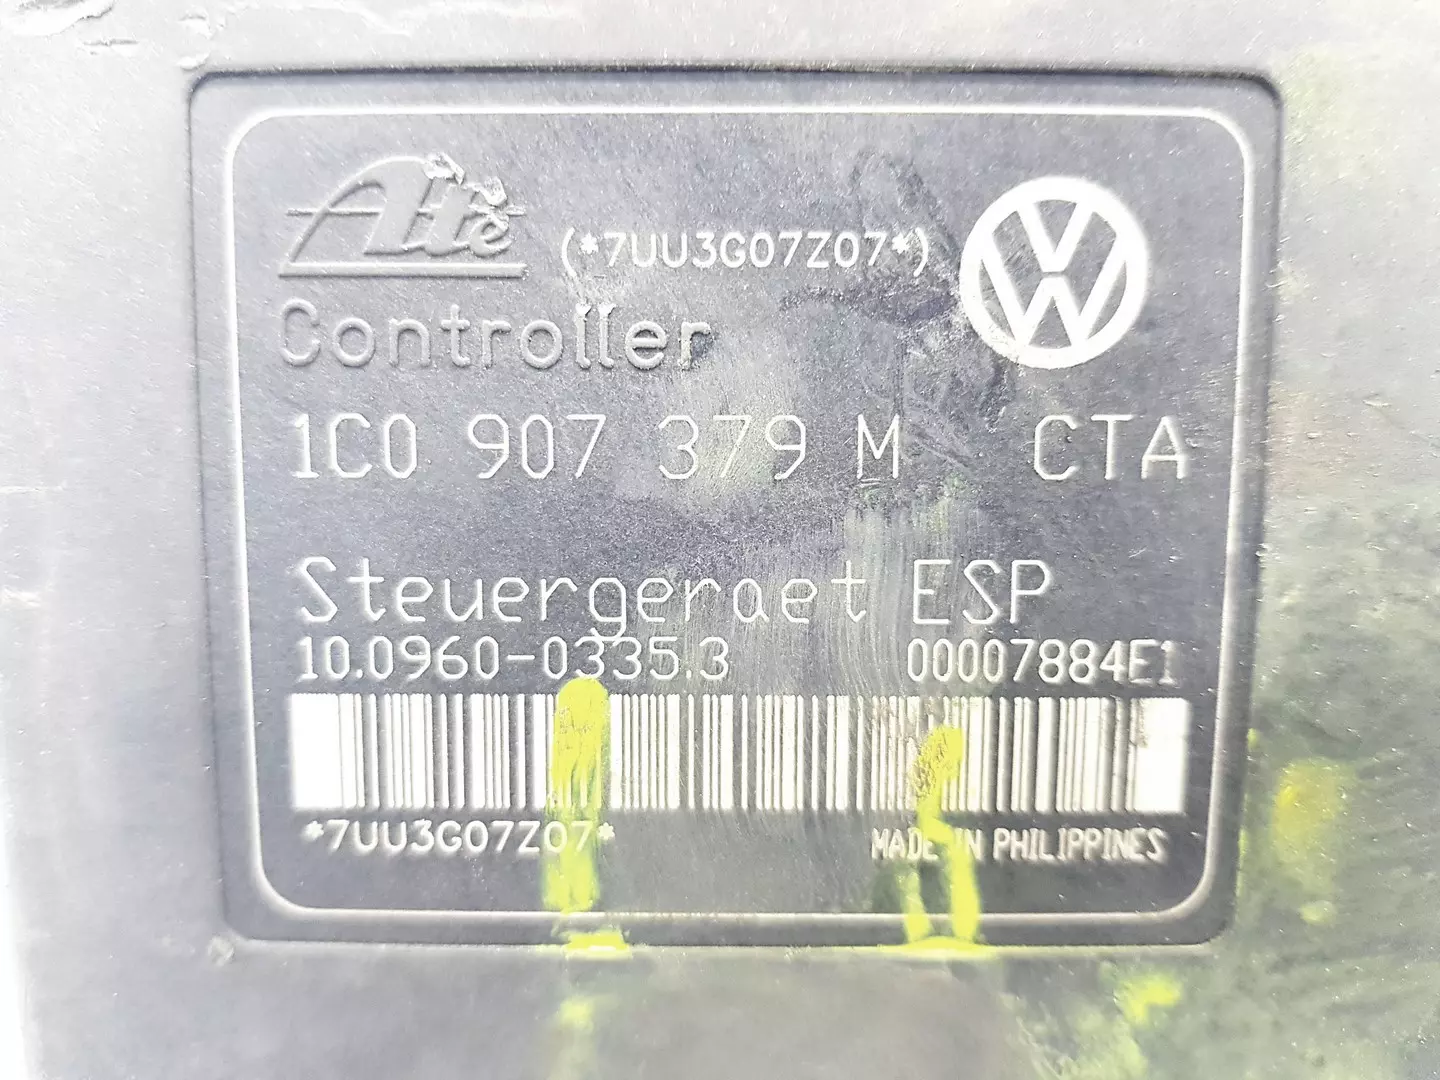 Ate
(*7UU3G07Z07*)
Controller
1C0 907 379 M CTA
Steuergeraet ESP
10.0960-0335.3 00007884E1
*7UU3G07Z07*
MADE IN PHILIPPINES